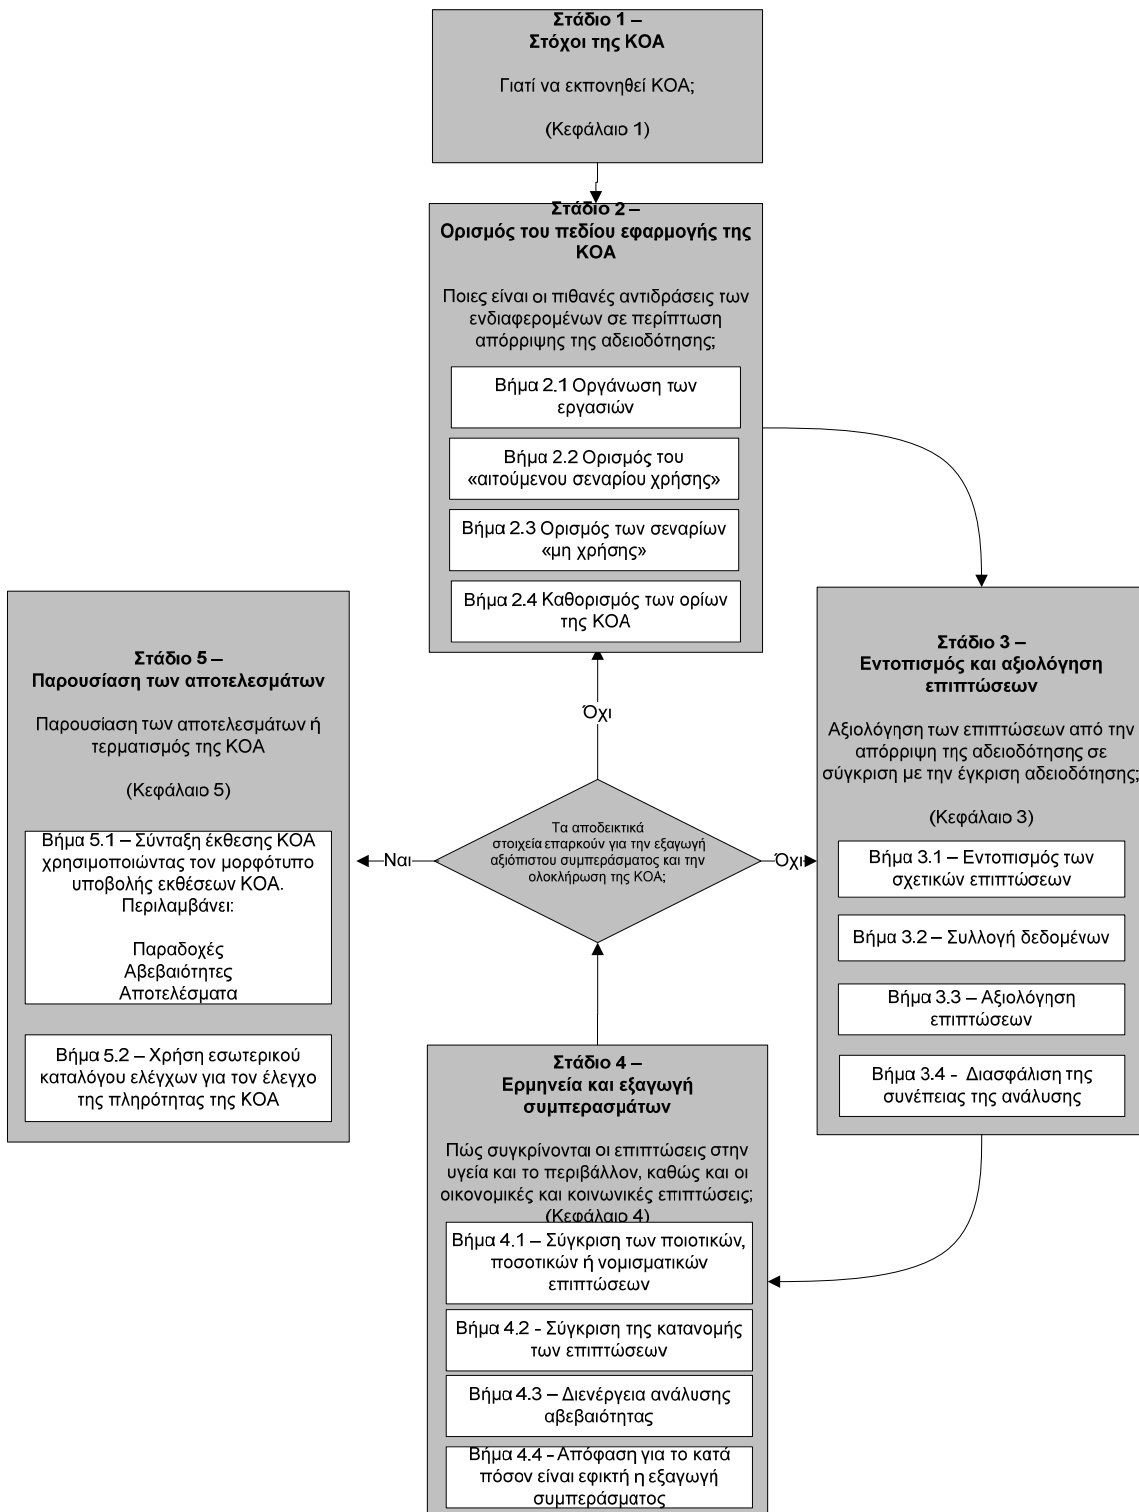 Στάδιο 1 –
Στόχοι της ΚΟΑ
Γιατί να εκπονηθεί ΚΟΑ;
(Κεφάλαιο 1)
Στάδιο 2 –
Ορισμός του πεδίου εφαρμογής της
ΚΟΑ
Ποιες είναι οι πιθανές αντιδράσεις των
ενδιαφερομένων σε περίπτωση
απόρριψης της αδειοδότησης;
Βήμα 2.1 Οργάνωση των
εργασιών
Βήμα 2.2 Ορισμός του
«αιτούμενου σεναρίου χρήσης»
Βήμα 2.3 Ορισμός των σεναρίων
«μη χρήσης»
Βήμα 2.4 Καθορισμός των ορίων
της ΚΟΑ
Στάδιο 3 –
Εντοπισμός και αξιολόγηση
επιπτώσεων
Αξιολόγηση των επιπτώσεων από την
απόρριψη της αδειοδότησης σε
σύγκριση με την έγκριση αδειοδότησης;
(Κεφάλαιο 3)
Βήμα 3.1 – Εντοπισμός των
σχετικών επιπτώσεων
Βήμα 3.2 – Συλλογή δεδομένων
Βήμα 3.3 – Αξιολόγηση
επιπτώσεων
Βήμα 3.4 - Διασφάλιση της
συνέπειας της ανάλυσης
Στάδιο 4 –
Ερμηνεία και εξαγωγή
συμπερασμάτων
Πώς συγκρίνονται οι επιπτώσεις στην
υγεία και το περιβάλλον, καθώς και οι
οικονομικές και κοινωνικές επιπτώσεις;
(Κεφάλαιο 4)
Βήμα 4.1 – Σύγκριση των ποιοτικών,
ποσοτικών ή νομισματικών
επιπτώσεων
Βήμα 4.2 - Σύγκριση της κατανομής
των επιπτώσεων
Βήμα 4.3 – Διενέργεια ανάλυσης
αβεβαιότητας
Βήμα 4.4 - Απόφαση για το κατά
πόσον είναι εφικτή η εξαγωγή
συμπεράσματος
Τα αποδεικτικά
στοιχεία επαρκούν για την εξαγωγή
αξιόπιστου συμπεράσματος και την
ολοκλήρωση της ΚΟΑ;
Όχι
Όχι
Ναι
Στάδιο 5 –
Παρουσίαση των αποτελεσμάτων
Παρουσίαση των αποτελεσμάτων ή
τερματισμός της ΚΟΑ
(Κεφάλαιο 5)
Βήμα 5.1 – Σύνταξη έκθεσης ΚΟΑ
χρησιμοποιώντας τον μορφότυπο
υποβολής εκθέσεων ΚΟΑ.
Περιλαμβάνει:
Παραδοχές
Αβεβαιότητες
Αποτελέσματα
Βήμα 5.2 – Χρήση εσωτερικού
καταλόγου ελέγχων για τον έλεγχο
της πληρότητας της ΚΟΑ